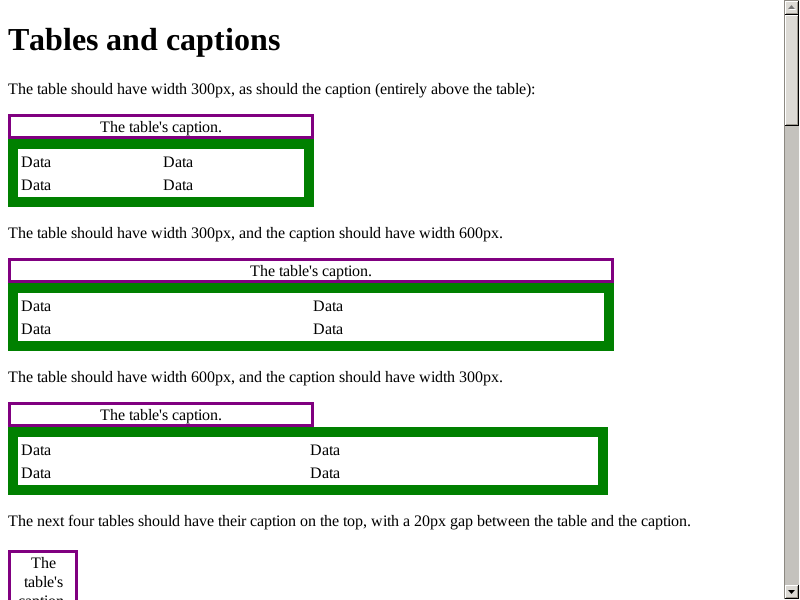 Tables and captions
The table should have width 300px, as should the caption (entirely above the table):
The table's caption.
Data Data
Data Data
The table should have width 300px, and the caption should have width 600px.
The table's caption.
Data Data
Data Data
The table should have width 600px, and the caption should have width 300px.
The table's caption.
Data Data
Data Data
The next four tables should have their caption on the top, with a 20px gap between the table and the caption.
The
table's
caption.